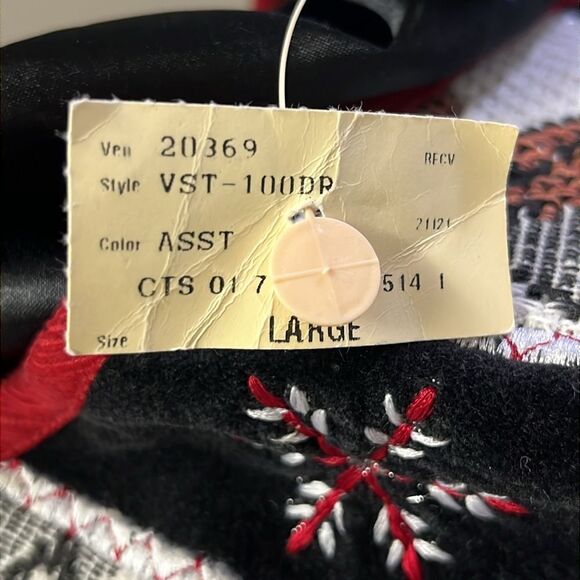 Ven 20369 RECV
Style VST-100DR
21121
Color ASST
CTS 01 7 514 1
Size LARGE